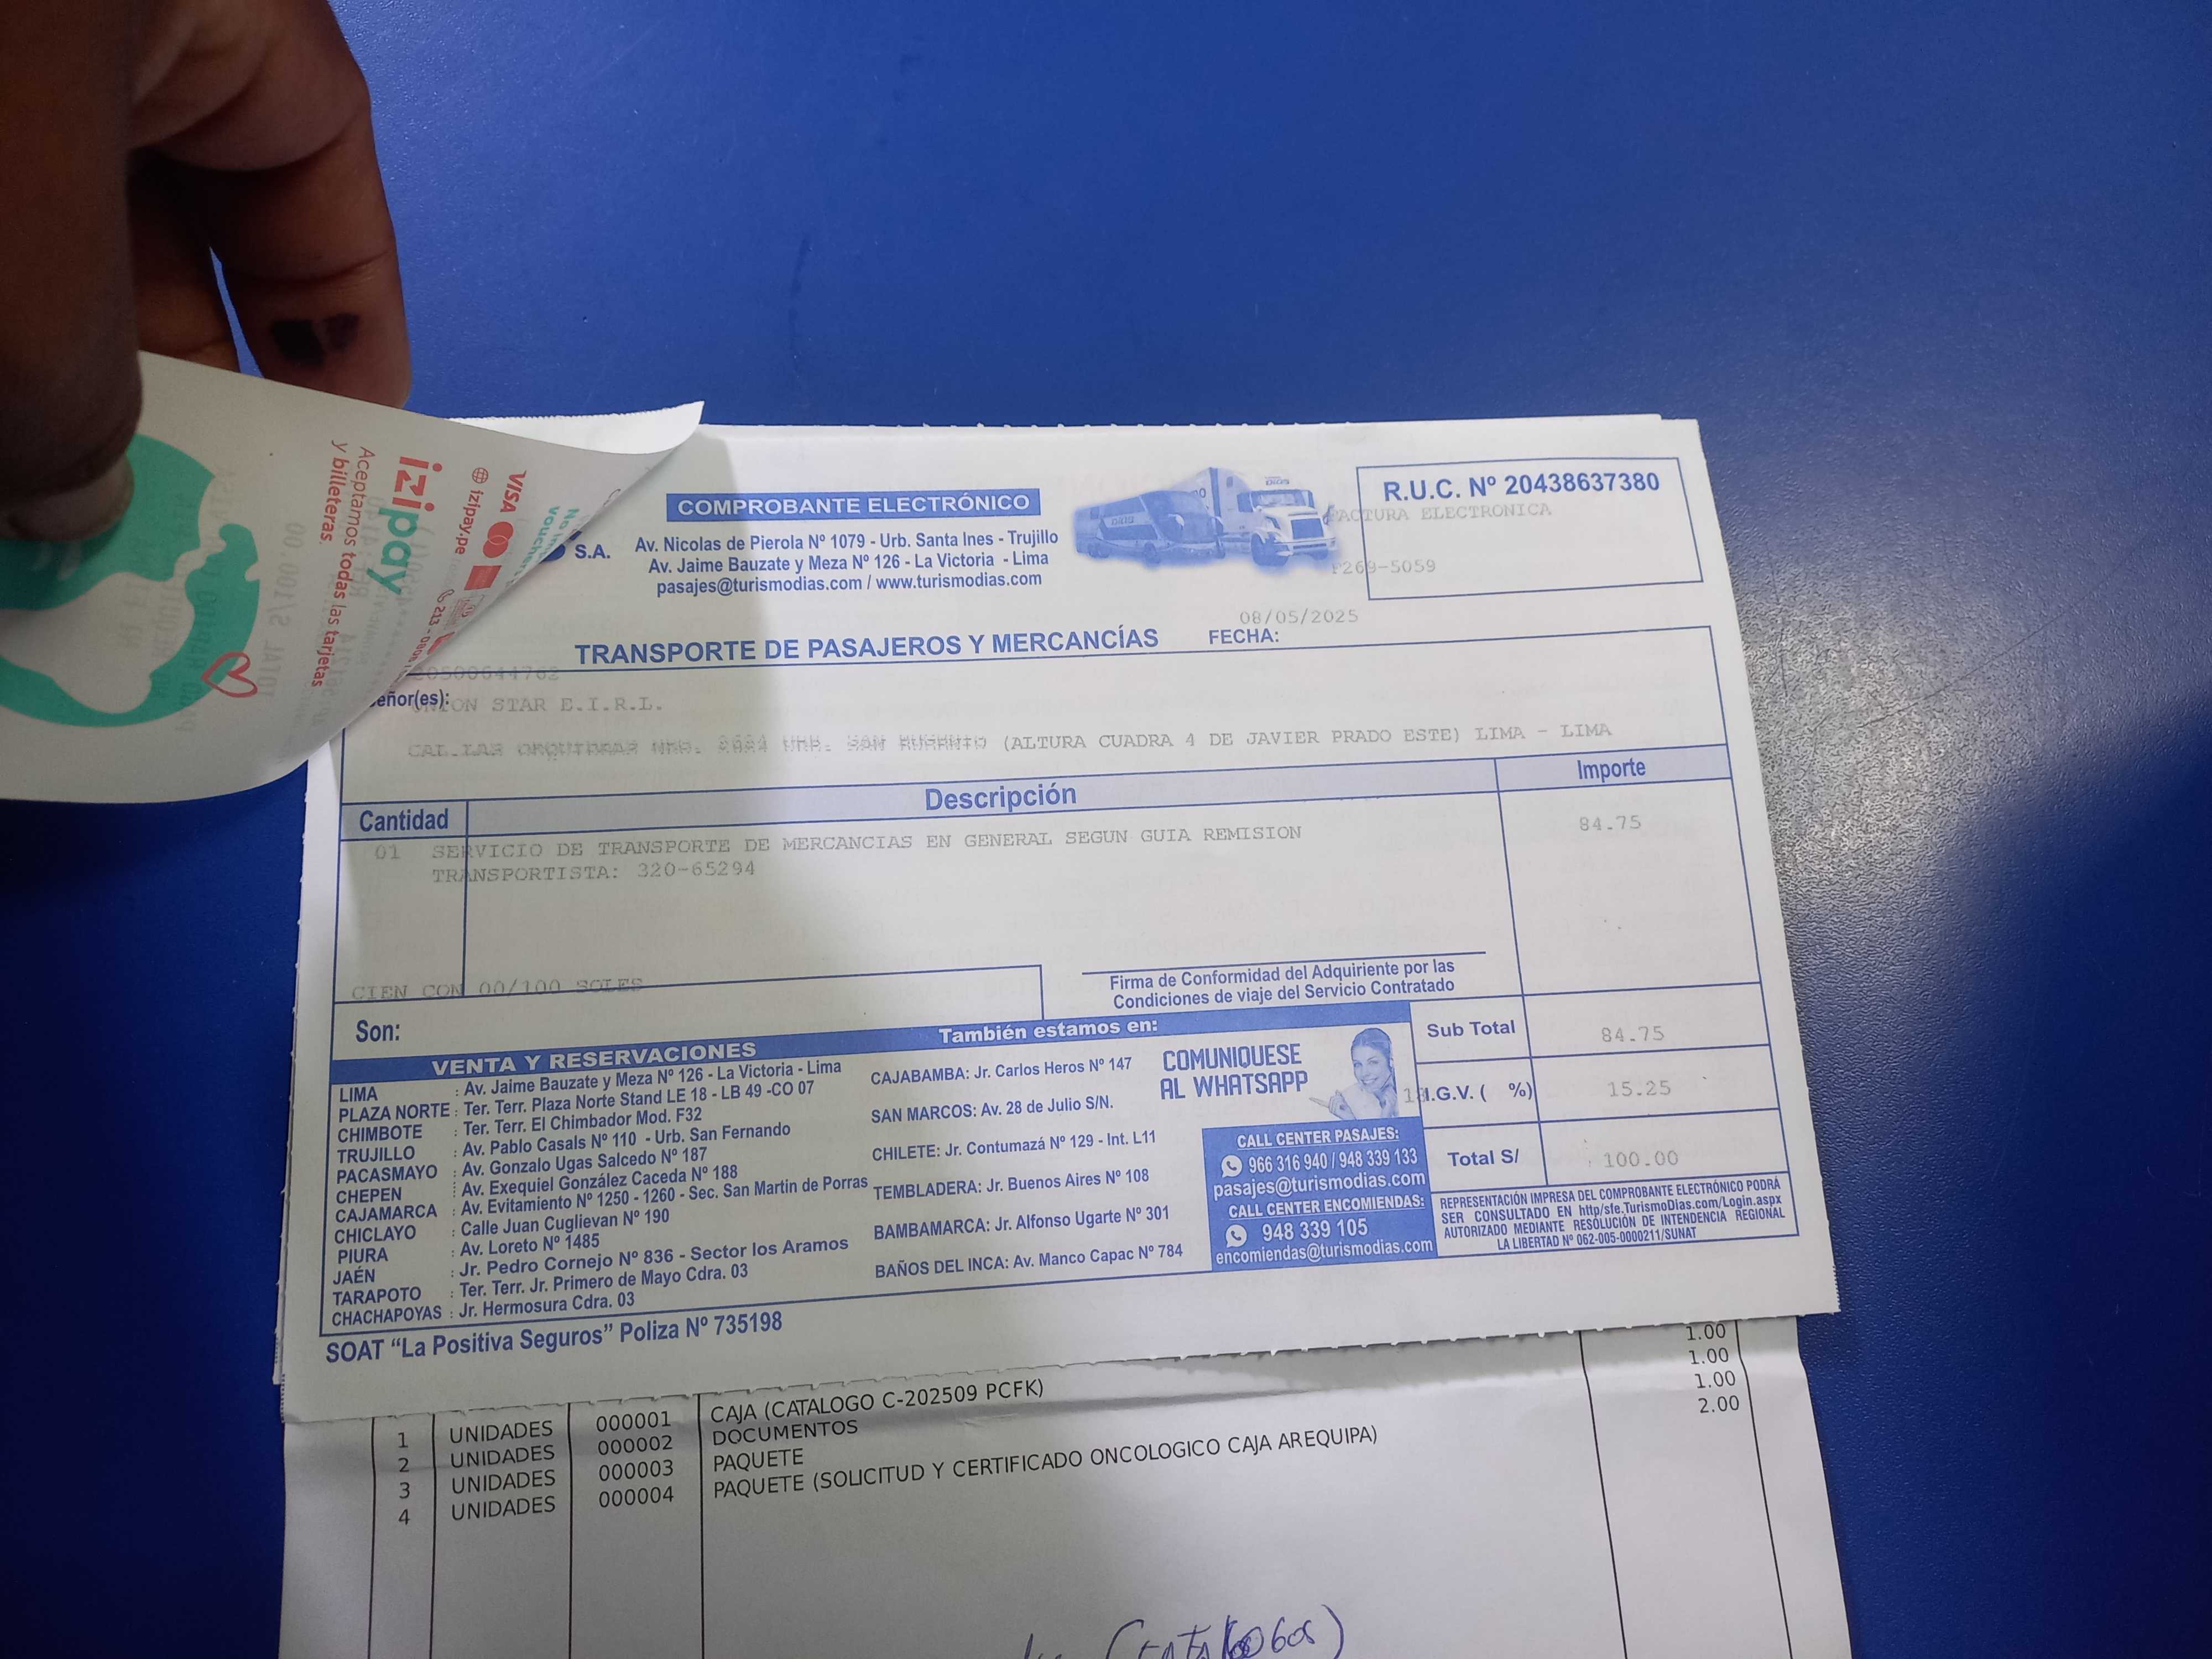 COMPROBANTE ELECTRÓNICO
S.A.
Av. Nicolas de Pierola Nº 1079 - Urb. Santa Ines - Trujillo
Av. Jaime Bauzate y Meza Nº 126 - La Victoria - Lima
pasajes@turismodias.com / www.turismodias.com
R.U.C. Nº 20438637380
FACTURA ELECTRONICA
F269-5059
TRANSPORTE DE PASAJEROS Y MERCANCÍAS
08/05/2025
FECHA:
20500644762
eñor(es):
UNION STAR E.I.R.L.
(ALTURA CUADRA 4 DE JAVIER PRADO ESTE) LIMA - LIMA
Cantidad Descripción Importe
01 SERVICIO DE TRANSPORTE DE MERCANCIAS EN GENERAL SEGUN GUIA REMISION 84.75
TRANSPORTISTA: 320-65294
CIEN CON 00/100 SOLES
Son:
Firma de Conformidad del Adquiriente por las
Condiciones de viaje del Servicio Contratado
Sub Total 84.75
18 I.G.V. ( %) 15.25
Total S/ 100.00
VENTA Y RESERVACIONES
LIMA : Av. Jaime Bauzate y Meza Nº 126 - La Victoria - Lima
PLAZA NORTE : Ter. Terr. Plaza Norte Stand LE 18 - LB 49 -CO 07
CHIMBOTE : Ter. Terr. El Chimbador Mod. F32
TRUJILLO : Av. Pablo Casals Nº 110 - Urb. San Fernando
PACASMAYO : Av. Gonzalo Ugas Salcedo Nº 187
CHEPEN : Av. Exequiel González Caceda Nº 188
CAJAMARCA : Av. Evitamiento Nº 1250 - 1260 - Sec. San Martin de Porras
CHICLAYO : Calle Juan Cuglievan Nº 190
PIURA : Av. Loreto Nº 1485
JAÉN : Jr. Pedro Cornejo Nº 836 - Sector los Aramos
TARAPOTO : Ter. Terr. Jr. Primero de Mayo Cdra. 03
CHACHAPOYAS : Jr. Hermosura Cdra. 03
También estamos en:
CAJABAMBA: Jr. Carlos Heros Nº 147
SAN MARCOS: Av. 28 de Julio S/N.
CHILETE: Jr. Contumazá Nº 129 - Int. L11
TEMBLADERA: Jr. Buenos Aires Nº 108
BAMBAMARCA: Jr. Alfonso Ugarte Nº 301
BAÑOS DEL INCA: Av. Manco Capac Nº 784
COMUNIQUESE
AL WHATSAPP
CALL CENTER PASAJES:
966 316 940 / 948 339 133
pasajes@turismodias.com
CALL CENTER ENCOMIENDAS:
948 339 105
encomiendas@turismodias.com
REPRESENTACIÓN IMPRESA DEL COMPROBANTE ELECTRÓNICO PODRÁ
SER CONSULTADO EN http/sfe.TurismoDias.com/Login.aspx
AUTORIZADO MEDIANTE RESOLUCIÓN DE INTENDENCIA REGIONAL
LA LIBERTAD Nº 062-005-0000211/SUNAT
SOAT “La Positiva Seguros” Poliza Nº 735198
1 UNIDADES 000001 CAJA (CATALOGO C-202509 PCFK) 1.00
2 UNIDADES 000002 DOCUMENTOS 1.00
3 UNIDADES 000003 PAQUETE 1.00
4 UNIDADES 000004 PAQUETE (SOLICITUD Y CERTIFICADO ONCOLOGICO CAJA AREQUIPA) 2.00
VISA
izipay.pe
izipay
Aceptamos todas las tarjetas
y billeteras
TOTAL S/100.00